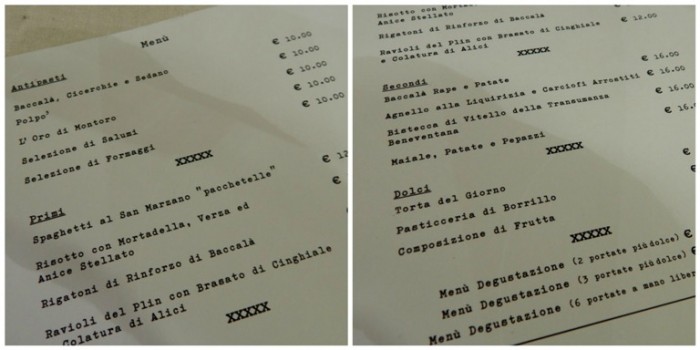 Menù
Antipasti
Baccalà, Cicerchie e Sedano € 10.00
Polpo' € 10.00
L' Oro di Montoro € 10.00
Selezione di Salumi € 10.00
Selezione di Formaggi € 10.00
XXXXX
Primi
Spaghetti al San Marzano "pacchetelle" € 12
Risotto con Mortadella, Verza ed €
Anice Stellato
Rigatoni di Rinforzo di Baccalà
Ravioli del Plin con Brasato di Cinghiale
e Colatura di Alici
XXXXX
Risotto con
Anice Stellato
Rigatoni di Rinforzo di Baccalà
Ravioli del Plin con Brasato di Cinghiale € 12.00
e Colatura di Alici
XXXXX
Secondi
Baccalà Rape e Patate € 16.00
Agnello alla Liquirizia e Carciofi Arrostiti € 16.00
Bistecca di Vitello della Transumanza € 16.00
Beneventana
Maiale, Patate e Pepazzi € 16.
XXXXX
Dolci
Torta del Giorno €
Pasticceria di Borrillo €
Composizione di Frutta
XXXXX
Menù Degustazione (2 portate più dolce) €
Menù Degustazione (3 portate più dolce) €
Menù Degustazione (6 portate a mano liber